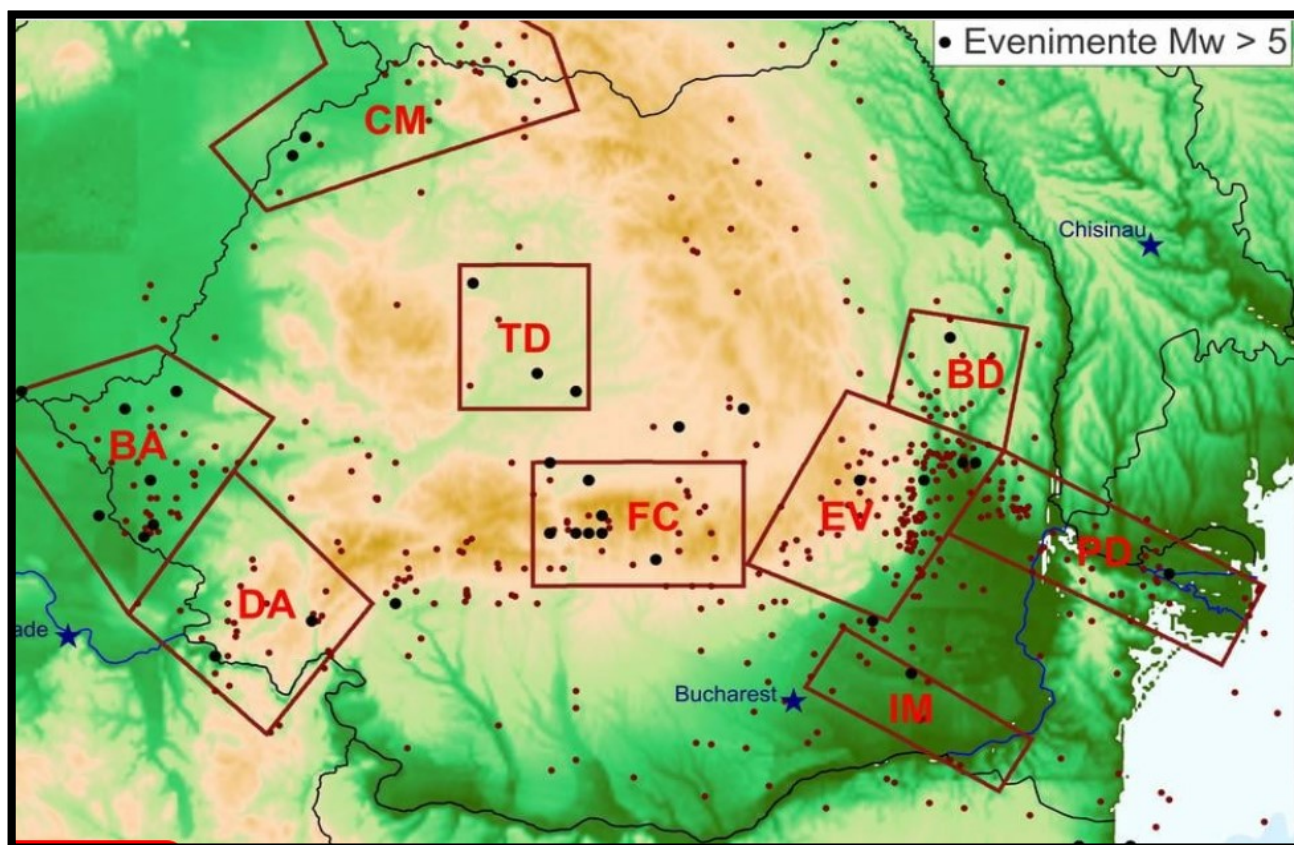 • Evenimente Mw > 5
CM
Chisinau
TD
BD
BA
FC
EV
PD
DA
ade
Bucharest
IM